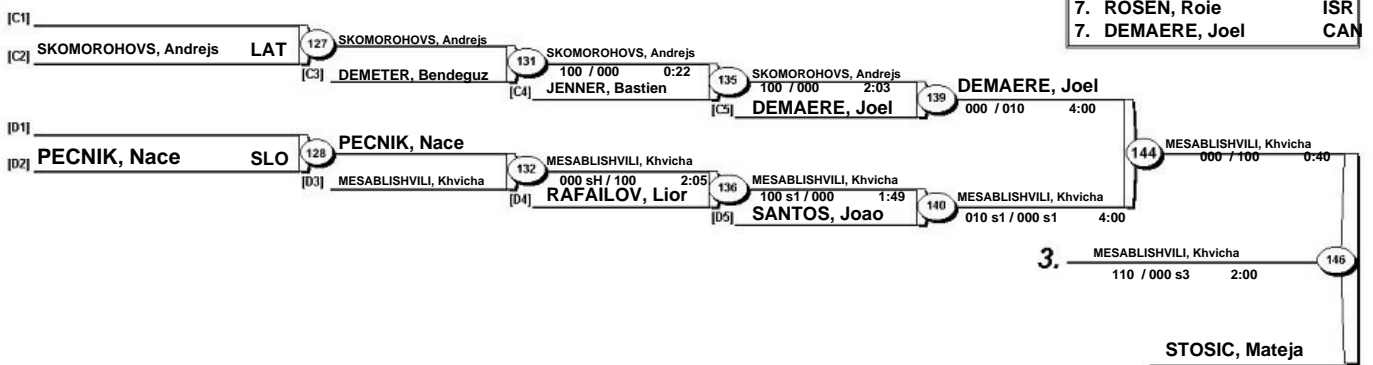 7. ROSEN, Roie ISR
7. DEMAERE, Joel CAN
[C1]
[C2] SKOMOROHOVS, Andrejs LAT
127
SKOMOROHOVS, Andrejs
[C3] DEMETER, Bendeguz
131
SKOMOROHOVS, Andrejs
100 / 000 0:22
[C4] JENNER, Bastien
135
SKOMOROHOVS, Andrejs
100 / 000 2:03
[C5] DEMAERE, Joel
139
DEMAERE, Joel
000 / 010 4:00
[D1]
[D2] PECNIK, Nace SLO
128
PECNIK, Nace
[D3] MESABLISHVILI, Khvicha
132
MESABLISHVILI, Khvicha
000 sH / 100 2:05
[D4] RAFAILOV, Lior
136
MESABLISHVILI, Khvicha
100 s1 / 000 1:49
[D5] SANTOS, Joao
140
MESABLISHVILI, Khvicha
010 s1 / 000 s1 4:00
144
MESABLISHVILI, Khvicha
000 / 100 0:40
3. MESABLISHVILI, Khvicha
110 / 000 s3 2:00
146
STOSIC, Mateja